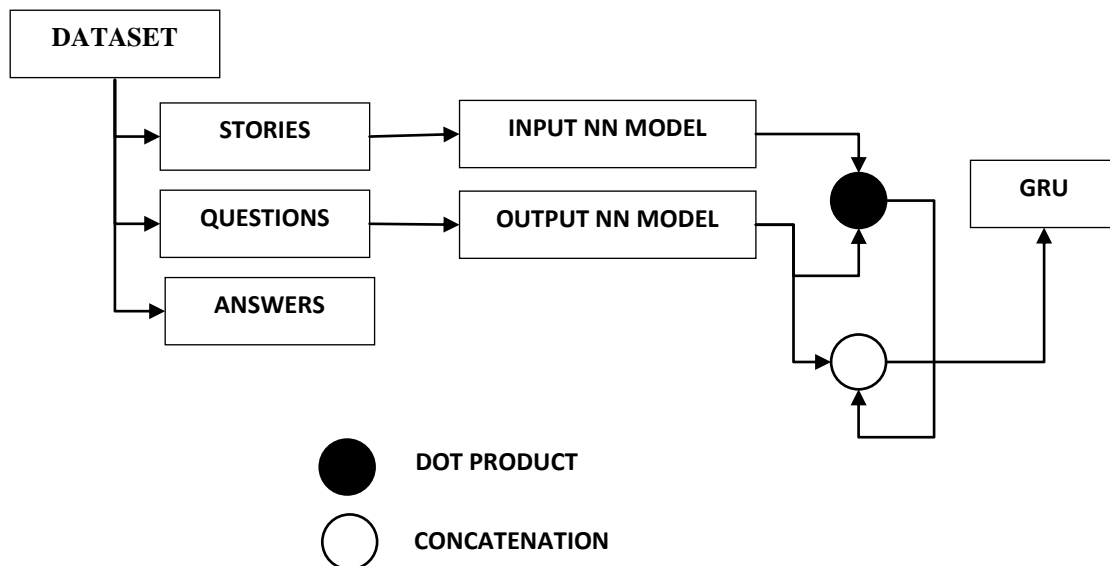 DATASET
STORIES
INPUT NN MODEL
GRU
QUESTIONS
OUTPUT NN MODEL
ANSWERS
DOT PRODUCT
CONCATENATION